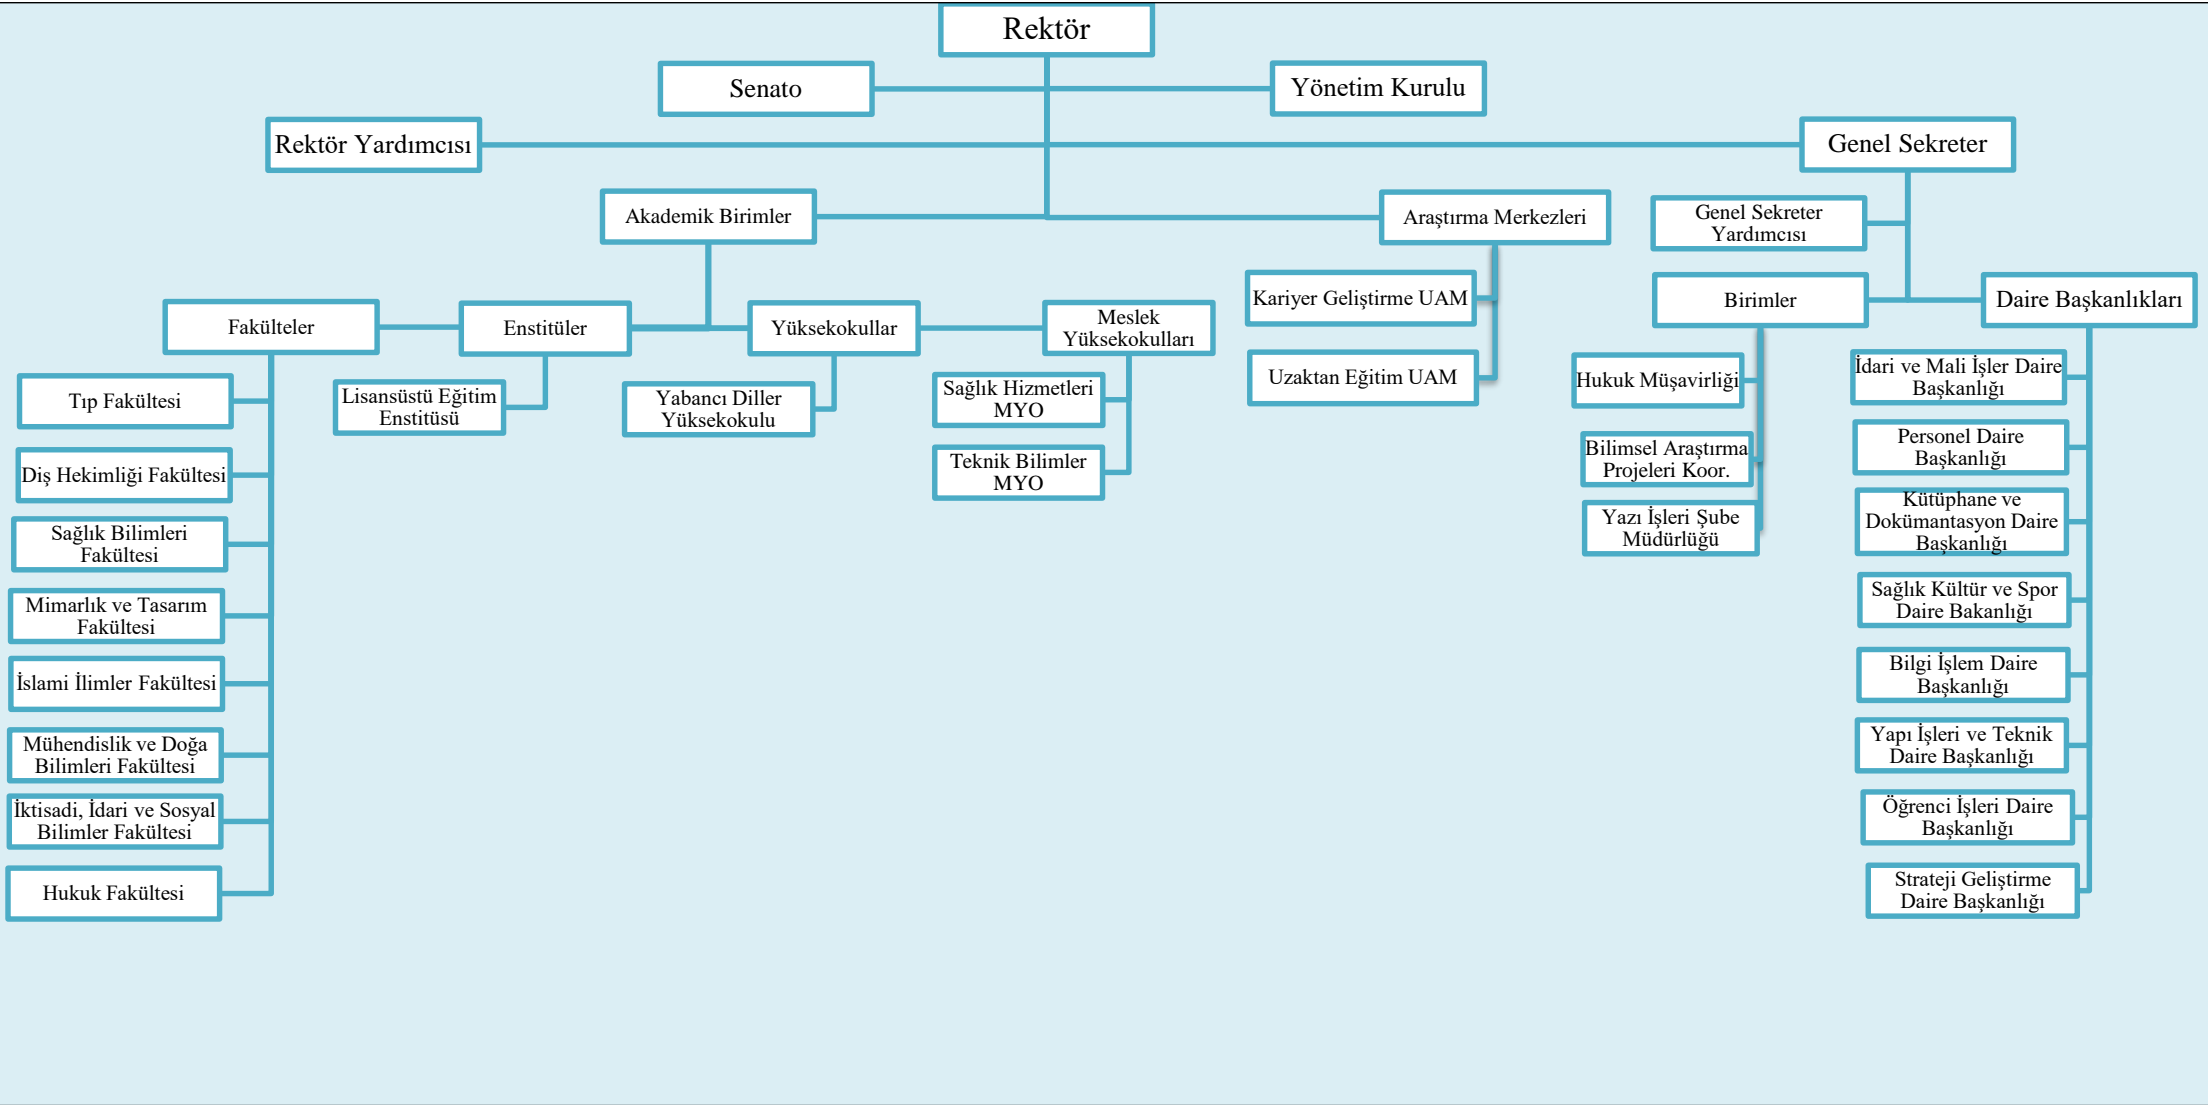 Rektör
Senato
Yönetim Kurulu
Rektör Yardımcısı
Genel Sekreter
Akademik Birimler
Araştırma Merkezleri
Genel Sekreter
Yardımcısı
Fakülteler
Enstitüler
Yüksekokullar
Meslek
Yüksekokulları
Kariyer Geliştirme UAM
Uzaktan Eğitim UAM
Birimler
Daire Başkanlıkları
Tıp Fakültesi
Diş Hekimliği Fakültesi
Sağlık Bilimleri
Fakültesi
Mimarlık ve Tasarım
Fakültesi
İslami İlimler Fakültesi
Mühendislik ve Doğa
Bilimleri Fakültesi
İktisadi, İdari ve Sosyal
Bilimler Fakültesi
Hukuk Fakültesi
Lisansüstü Eğitim
Enstitüsü
Yabancı Diller
Yüksekokulu
Sağlık Hizmetleri
MYO
Teknik Bilimler
MYO
Hukuk Müşavirliği
Bilimsel Araştırma
Projeleri Koor.
Yazı İşleri Şube
Müdürlüğü
İdari ve Mali İşler Daire
Başkanlığı
Personel Daire
Başkanlığı
Kütüphane ve
Dokümantasyon Daire
Başkanlığı
Sağlık Kültür ve Spor
Daire Bakanlığı
Bilgi İşlem Daire
Başkanlığı
Yapı İşleri ve Teknik
Daire Başkanlığı
Öğrenci İşleri Daire
Başkanlığı
Strateji Geliştirme
Daire Başkanlığı